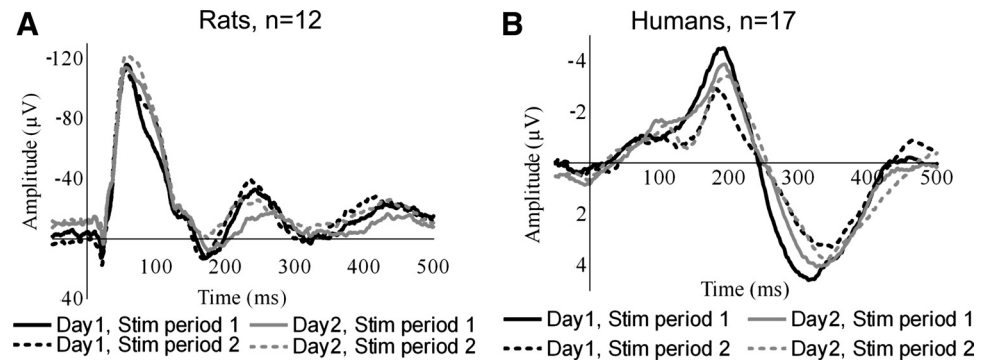 A
Rats, n=12
Amplitude (µV)
-120
-80
-40
40
100 200 300 400 500
Time (ms)
Day1, Stim period 1
Day2, Stim period 1
Day1, Stim period 2
Day2, Stim period 2
B
Humans, n=17
Amplitude (µV)
-4
-2
2
4
100 200 300 400 500
Time (ms)
Day1, Stim period 1
Day2, Stim period 1
Day1, Stim period 2
Day2, Stim period 2